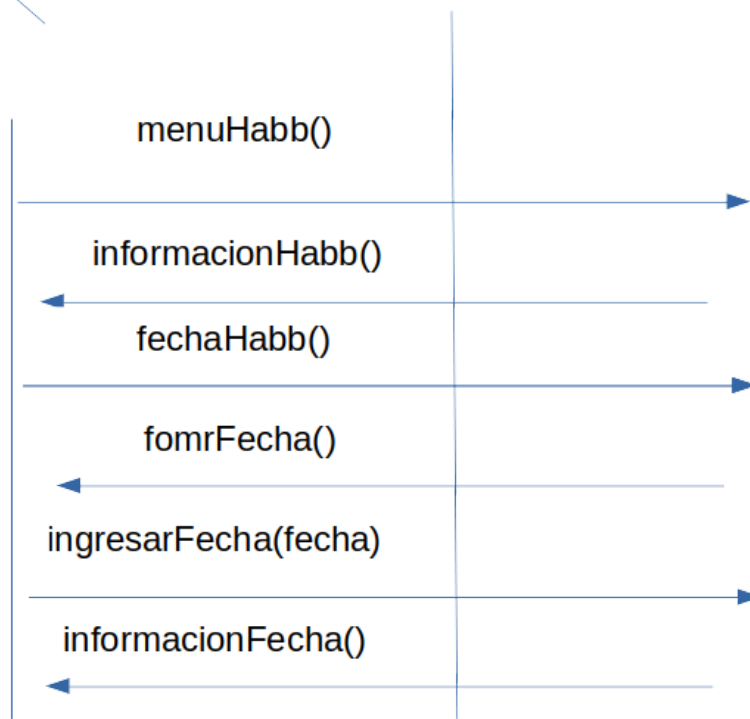 menuHabb()
informacionHabb()
fechaHabb()
fomrFecha()
ingresarFecha(fecha)
informacionFecha()